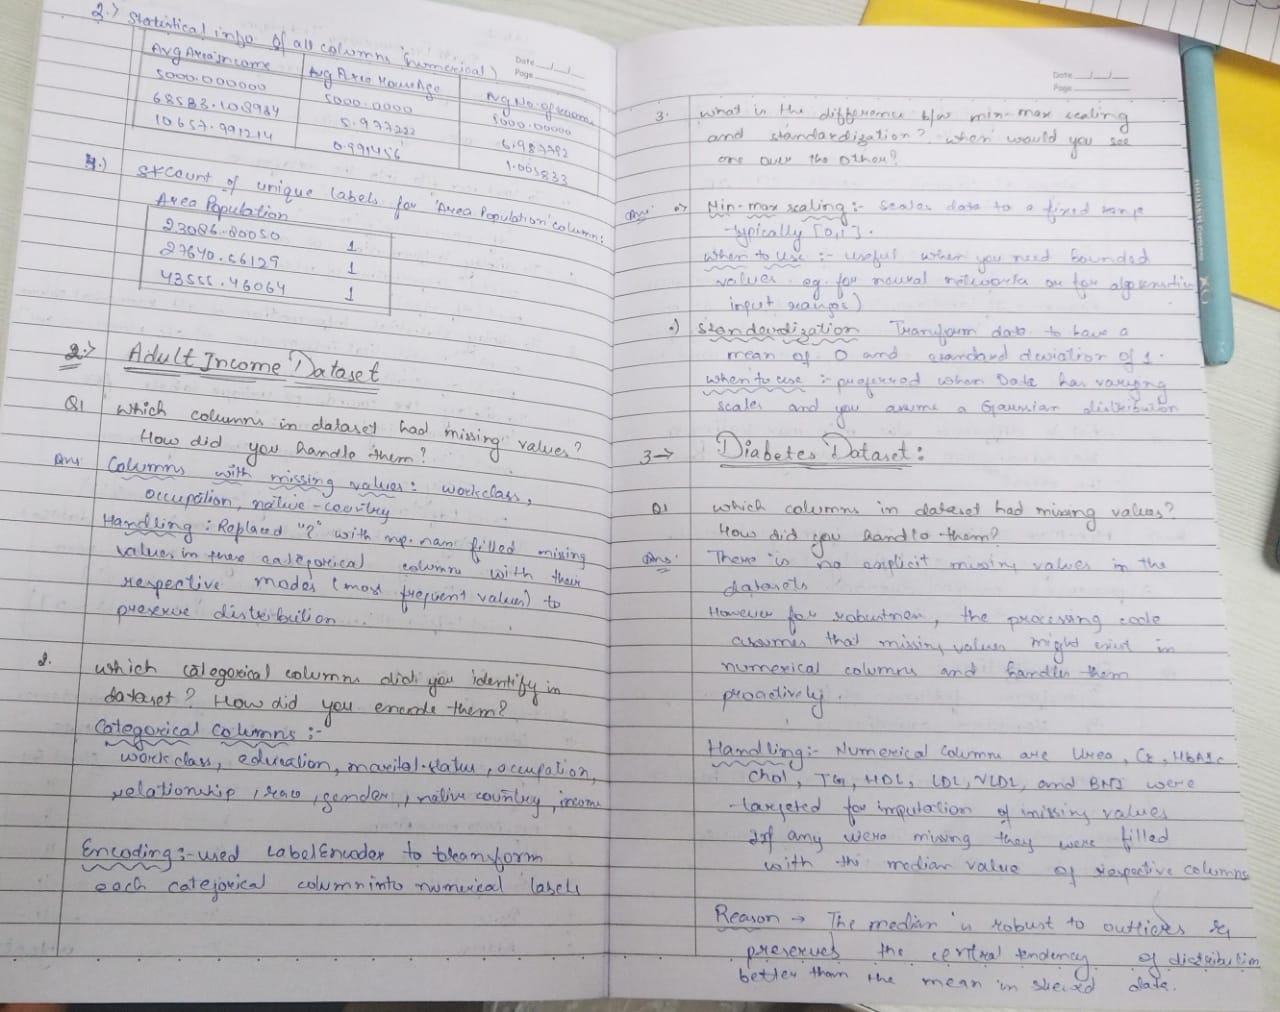 3.) Statistical info of all columns (numerical)
Date
Page
Avg Area Income
Avg Area HouseAge
Avg No. of rooms
5000.000000
5000.0000
5000.00000
68583.108984
5.977222
6.987792
10657.991214
0.991456
1.005833
4.) Count of unique labels for 'Area Population' column:
Area Population
23086.80050 1
27640.66129 1
43555.46064 1
2.> Adult Income Dataset
Q1 which columns in dataset had missing values?
How did you handle them?
Ans: Columns with missing values: workclass,
occupation, native-country
Handling: Replaced "?" with np.nan filled missing
values in these categorical columns with their
respective modes (most frequent values) to
preserve distribution.
2. which categorical columns did you identify in
dataset? How did you encode them?
Categorical Columns :-
workclass, education, marital-status, occupation,
relationship, race, gender, native country, income
Encoding :- used LabelEncoder to transform
each categorical column into numerical labels
Date
Page
3. what is the difference b/w min-max scaling
and standardization? when would you use
one over the other?
Ans: Min-max scaling :- scales data to a fixed range
-typically [0,1].
when to use :- useful when you need bounded
values eg. for neural networks or for algorithm
input ranges)
.) Standardization Transform data to have a
mean of 0 and standard deviation of 1.
when to use :- preferred when Data has varying
scales and you assume a Gaussian distribution
3→ Diabetes Dataset:
Q1 which columns in dataset had missing values?
How did you handle them?
Ans: There is no explicit missing values in the
datasets
However for robustness, the processing code
assumes that missing values might exist in
numerical columns and handles them
proactively.
Handling:- Numerical Columns are Urea, Cr, HbA1c
Chol, TG, HDL, LDL, VLDL, and BMI were
-targeted for imputation of missing values
If any were missing they were filled
with the median value of respective columns
Reason → The median is robust to outliers &
preserves the central tendency of distribution
better than the mean in skewed data.